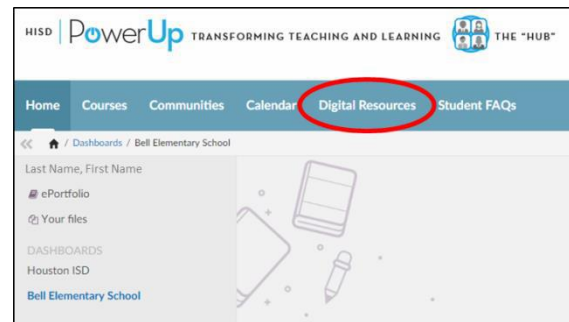 HISD | PowerUp TRANSFORMING TEACHING AND LEARNING THE "HUB"
Home Courses Communities Calendar Digital Resources Student FAQs
/ Dashboards / Bell Elementary School
Last Name, First Name
ePortfolio
Your files
DASHBOARDS
Houston ISD
Bell Elementary School